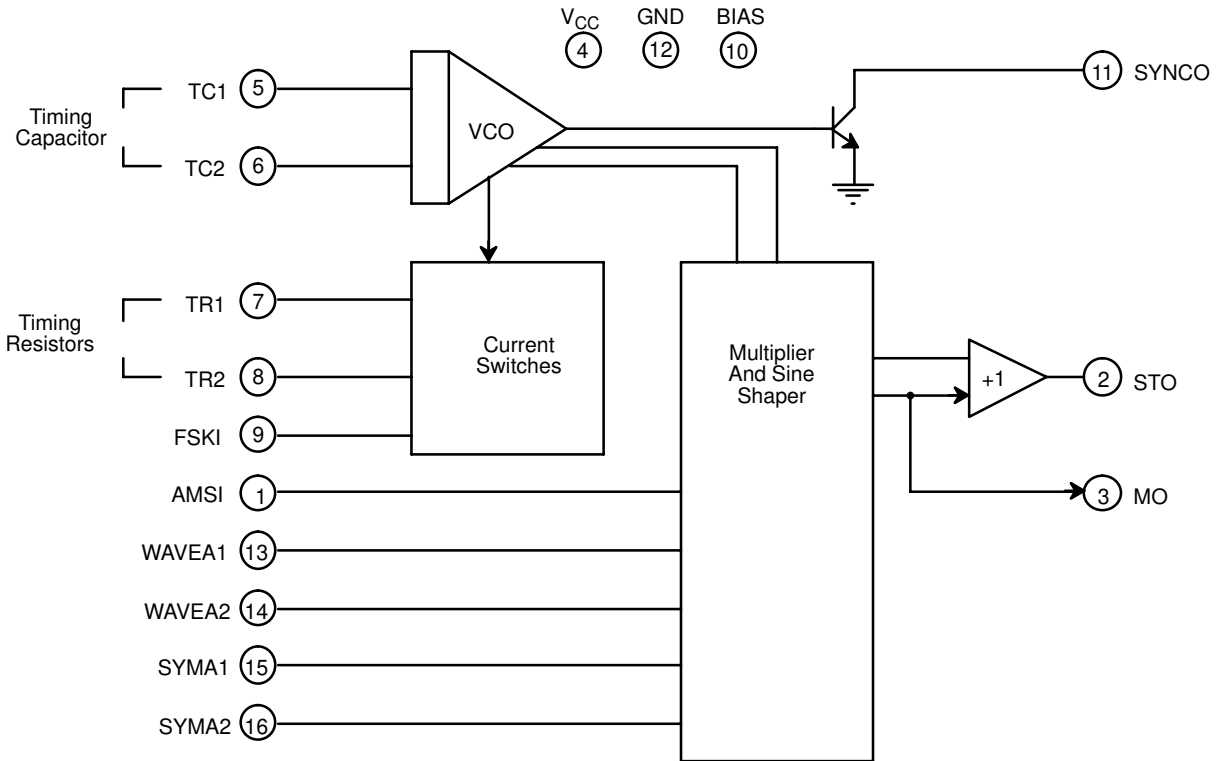 VCC GND BIAS
4 12 10
TC1 5
11 SYNCO
Timing
Capacitor
VCO
TC2 6
TR1 7
Timing
Resistors
Current
Switches
Multiplier
And Sine
Shaper
TR2 8
+1
2 STO
FSKI 9
AMSI 1
3 MO
WAVEA1 13
WAVEA2 14
SYMA1 15
SYMA2 16